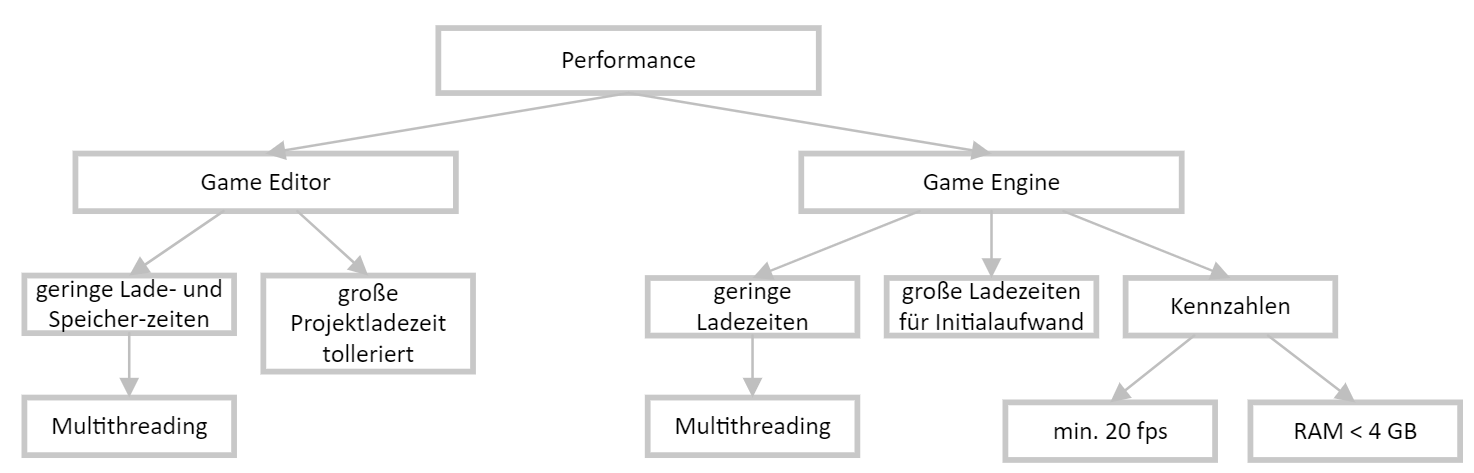 Performance
Game Editor
Game Engine
geringe Lade- und
Speicher-zeiten
große
Projektladezeit
tolleriert
geringe
Ladezeiten
große Ladezeiten
für Initialaufwand
Kennzahlen
Multithreading
Multithreading
min. 20 fps
RAM < 4 GB